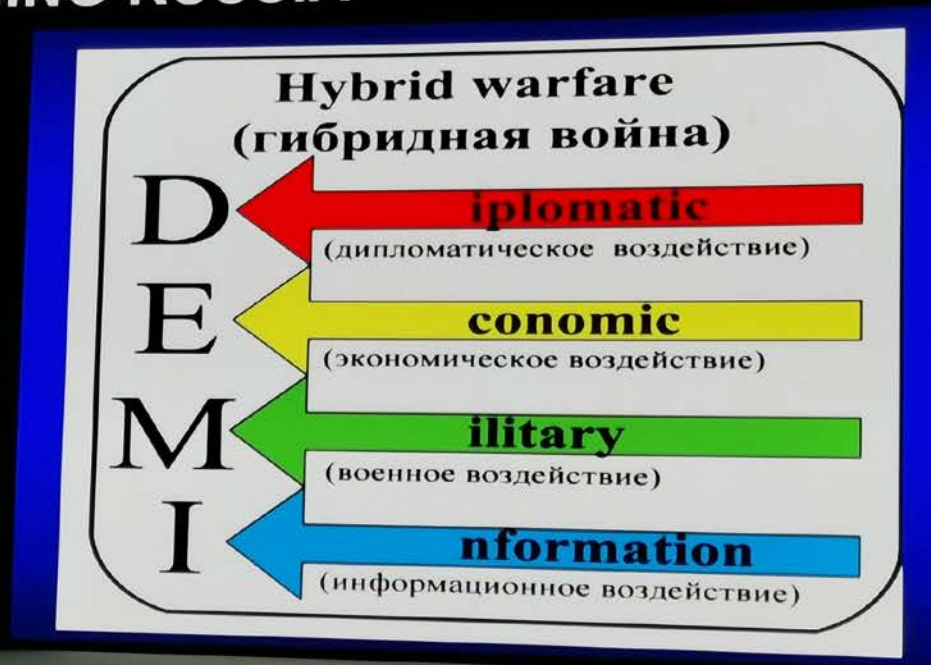 Hybrid warfare
(гибридная война)
D iplomatic
(дипломатическое воздействие)
E conomic
(экономическое воздействие)
M ilitary
(военное воздействие)
I nformation
(информационное воздействие)